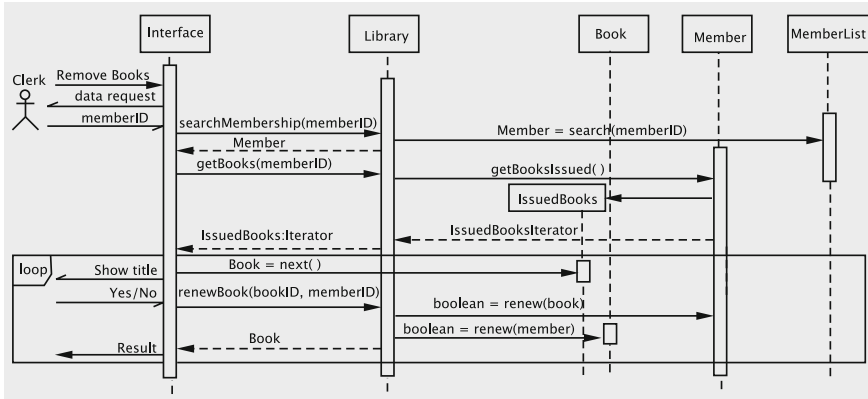 Interface
Library
Book
Member
MemberList
Clerk
Remove Books
data request
memberID
searchMembership(memberID)
Member = search(memberID)
Member
getBooks(memberID)
getBooksIssued( )
IssuedBooks
IssuedBooksIterator
IssuedBooks:Iterator
loop
Show title
Book = next( )
Yes/No
renewBook(bookID, memberID)
boolean = renew(book)
boolean = renew(member)
Book
Result